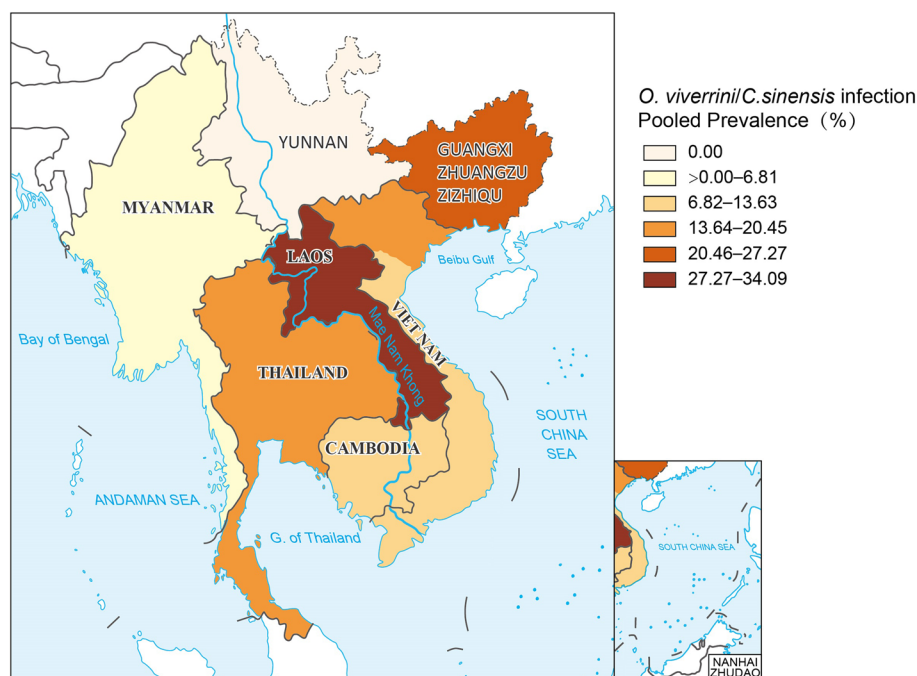 O. viverrini/C.sinensis infection
Pooled Prevalence（%）
0.00
>0.00–6.81
6.82–13.63
13.64–20.45
20.46–27.27
27.27–34.09
YUNNAN
GUANGXI
ZHUANGZU
ZIZHIQU
MYANMAR
LAOS
Beibu Gulf
Bay of Bengal
VIET NAM
Mae Nam Khong
THAILAND
SOUTH
CHINA
SEA
CAMBODIA
ANDAMAN SEA
G. of Thailand
SOUTH CHINA SEA
NANHAI
ZHUDAO